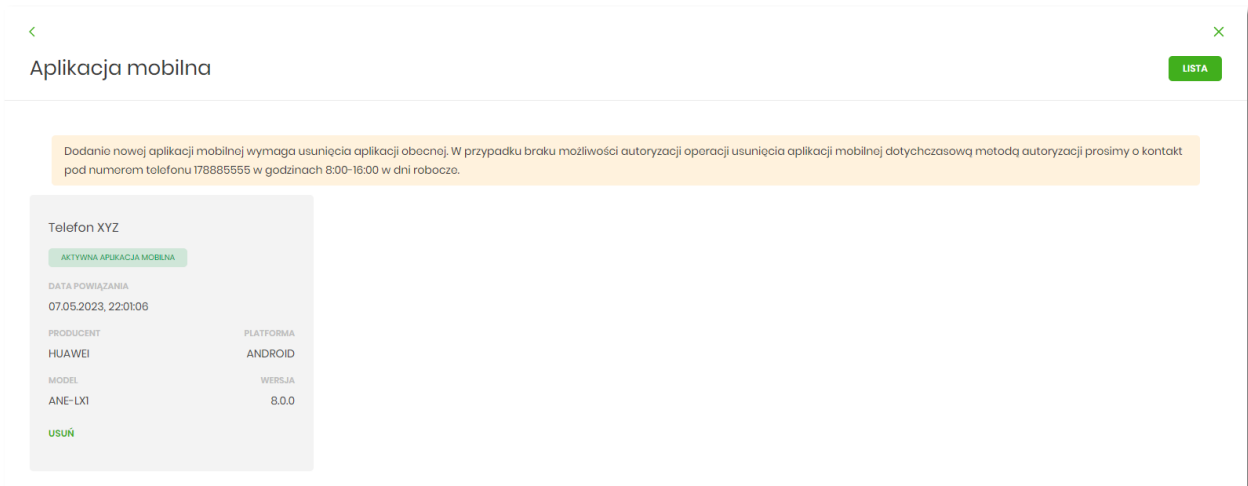 Aplikacja mobilna
LISTA
Dodanie nowej aplikacji mobilnej wymaga usunięcia aplikacji obecnej. W przypadku braku możliwości autoryzacji operacji usunięcia aplikacji mobilnej dotychczasową metodą autoryzacji prosimy o kontakt
pod numerem telefonu 178885555 w godzinach 8:00-16:00 w dni robocze.
Telefon XYZ
AKTYWNA APLIKACJA MOBILNA
DATA POWIĄZANIA
07.05.2023, 22:01:06
PRODUCENT PLATFORMA
HUAWEI ANDROID
MODEL WERSJA
ANE-LX1 8.0.0
USUŃ